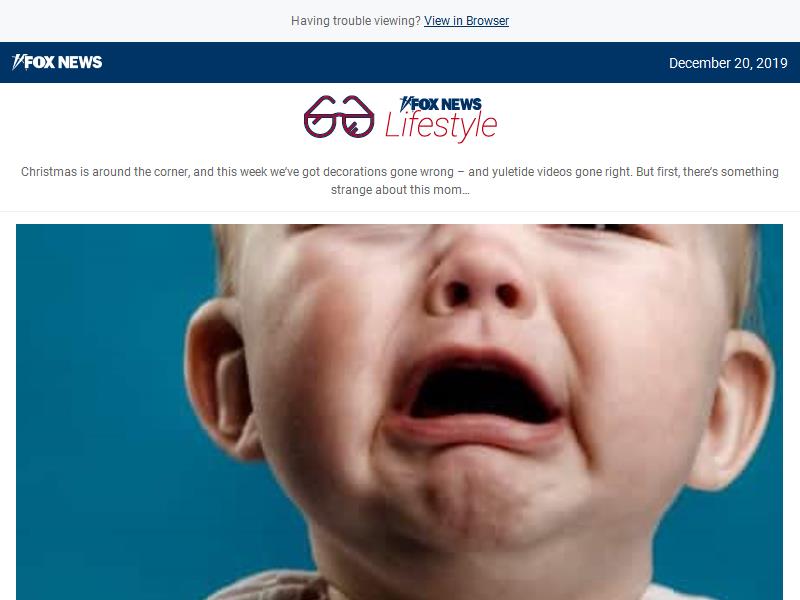 Having trouble viewing? View in Browser
FOX NEWS
December 20, 2019
FOX NEWS
Lifestyle
Christmas is around the corner, and this week we’ve got decorations gone wrong – and yuletide videos gone right. But first, there’s something
strange about this mom...